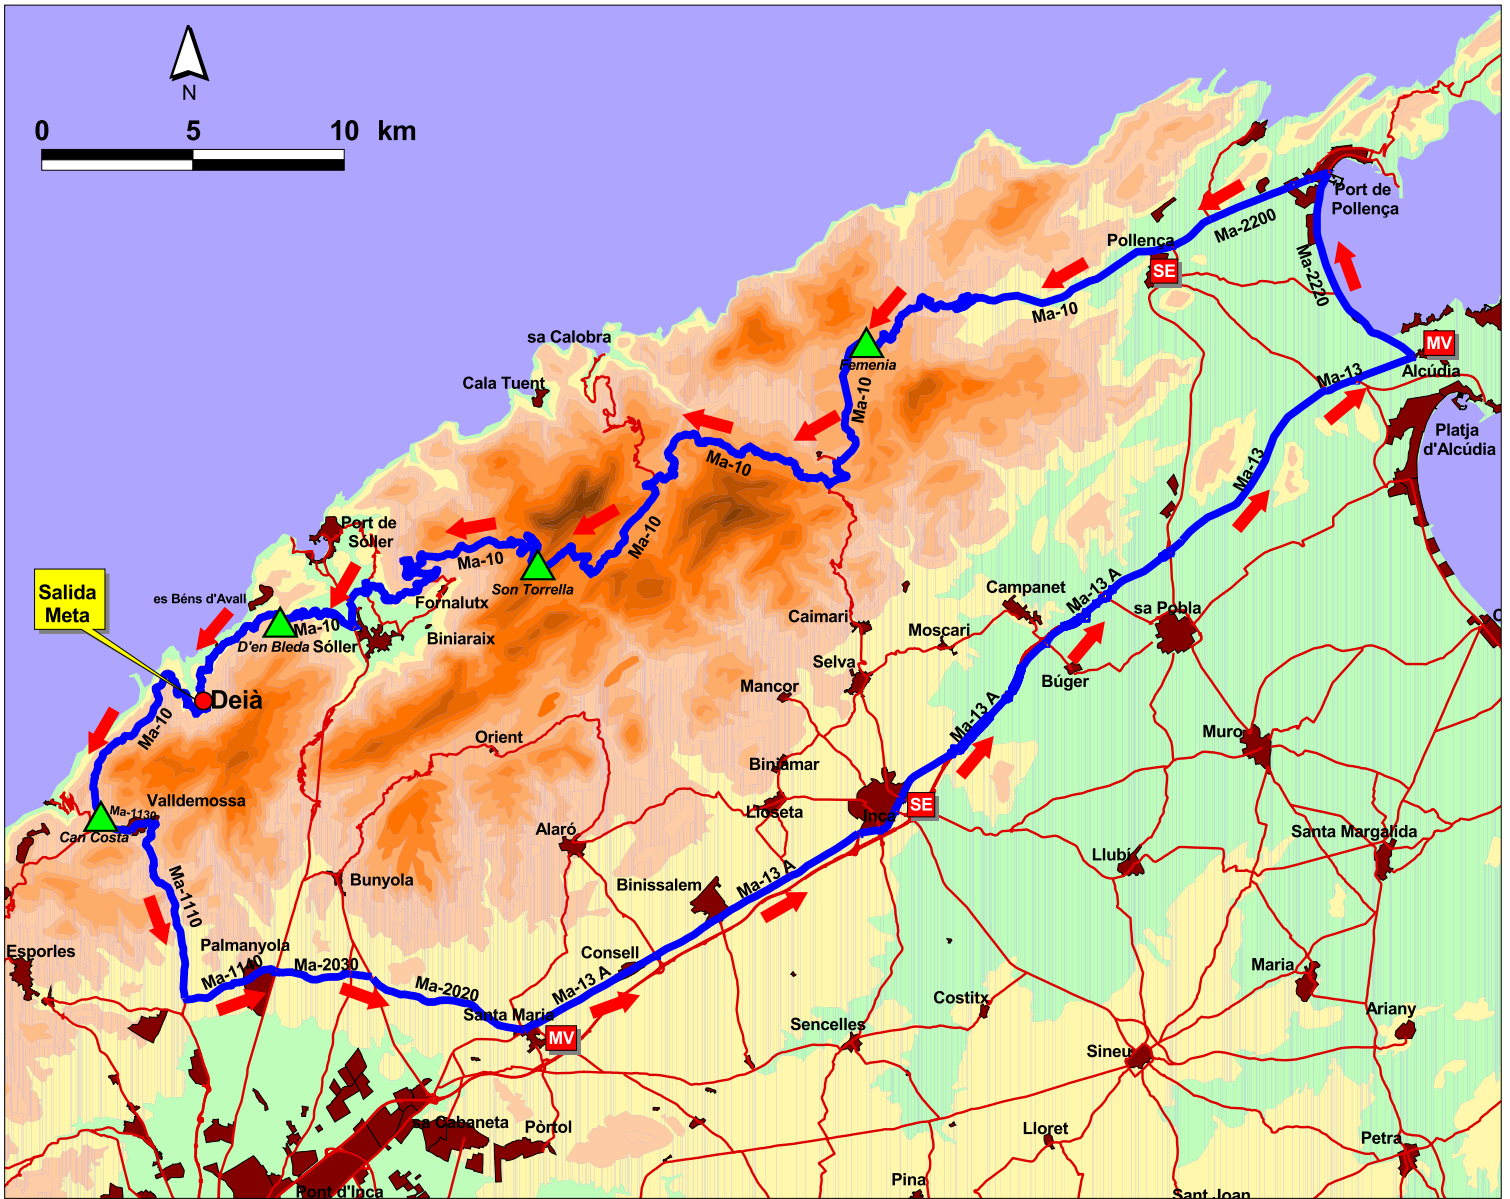 N
0 5 10 km
Port de
Pollença
Ma-2200
Pollença
SE
Ma-2220
Ma-10
sa Calobra
MV
Femenia
Ma-13
Alcúdia
Cala Tuent
Ma-10
Platja
d'Alcúdia
Ma-10
Ma-13
Port de
Sóller
Ma-10
Ma-10
Son Torrella
Salida
Meta
es Béns d'Avall
Fornalutx
Campanet
Ma-13 A
sa Pobla
Caimari
Moscari
Ma-10
D'en Bleda
Sóller
Biniaraix
Selva
Búger
Mancor
Deià
Ma-10
Ma-13 A
Orient
Muro
Biniamar
Valldemossa
Ma-1130
Can Costa
Lloseta
Inca
SE
Alaró
Santa Margalida
Llubí
Ma-1110
Bunyola
Binissalem
Ma-13 A
Esporles
Palmanyola
Ma-1140
Ma-2030
Consell
Maria
Ma-2020
Ma-13 A
Costitx
Ariany
Santa Maria
MV
Sencelles
Sineu
sa Cabaneta
Pòrtol
Lloret
Petra
Pont d'Inca
Pina
Sant Joan